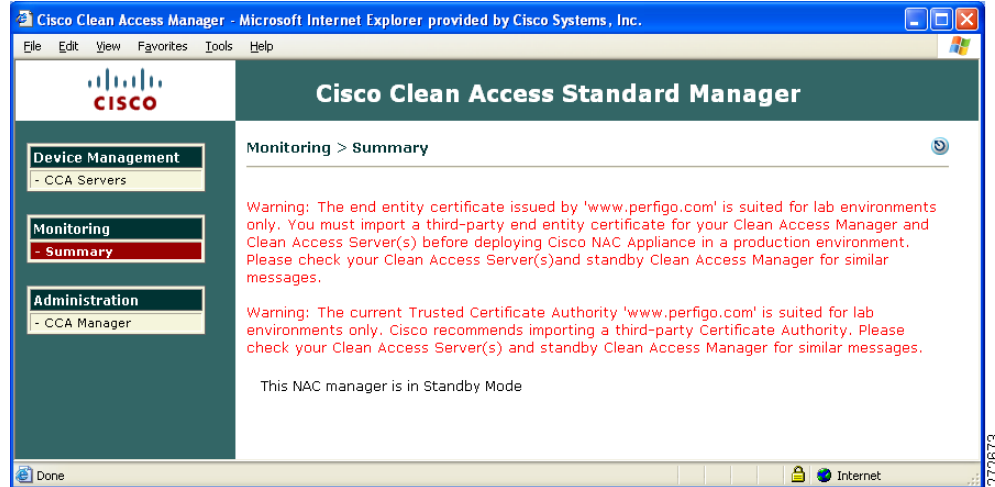 Cisco Clean Access Manager - Microsoft Internet Explorer provided by Cisco Systems, Inc.
File Edit View Favorites Tools Help
CISCO
Cisco Clean Access Standard Manager
Device Management
- CCA Servers
Monitoring
- Summary
Administration
- CCA Manager
Monitoring > Summary
Warning: The end entity certificate issued by 'www.perfigo.com' is suited for lab environments
only. You must import a third-party end entity certificate for your Clean Access Manager and
Clean Access Server(s) before deploying Cisco NAC Appliance in a production environment.
Please check your Clean Access Server(s)and standby Clean Access Manager for similar
messages.
Warning: The current Trusted Certificate Authority 'www.perfigo.com' is suited for lab
environments only. Cisco recommends importing a third-party Certificate Authority. Please
check your Clean Access Server(s) and standby Clean Access Manager for similar messages.
This NAC manager is in Standby Mode
Done
Internet
272673